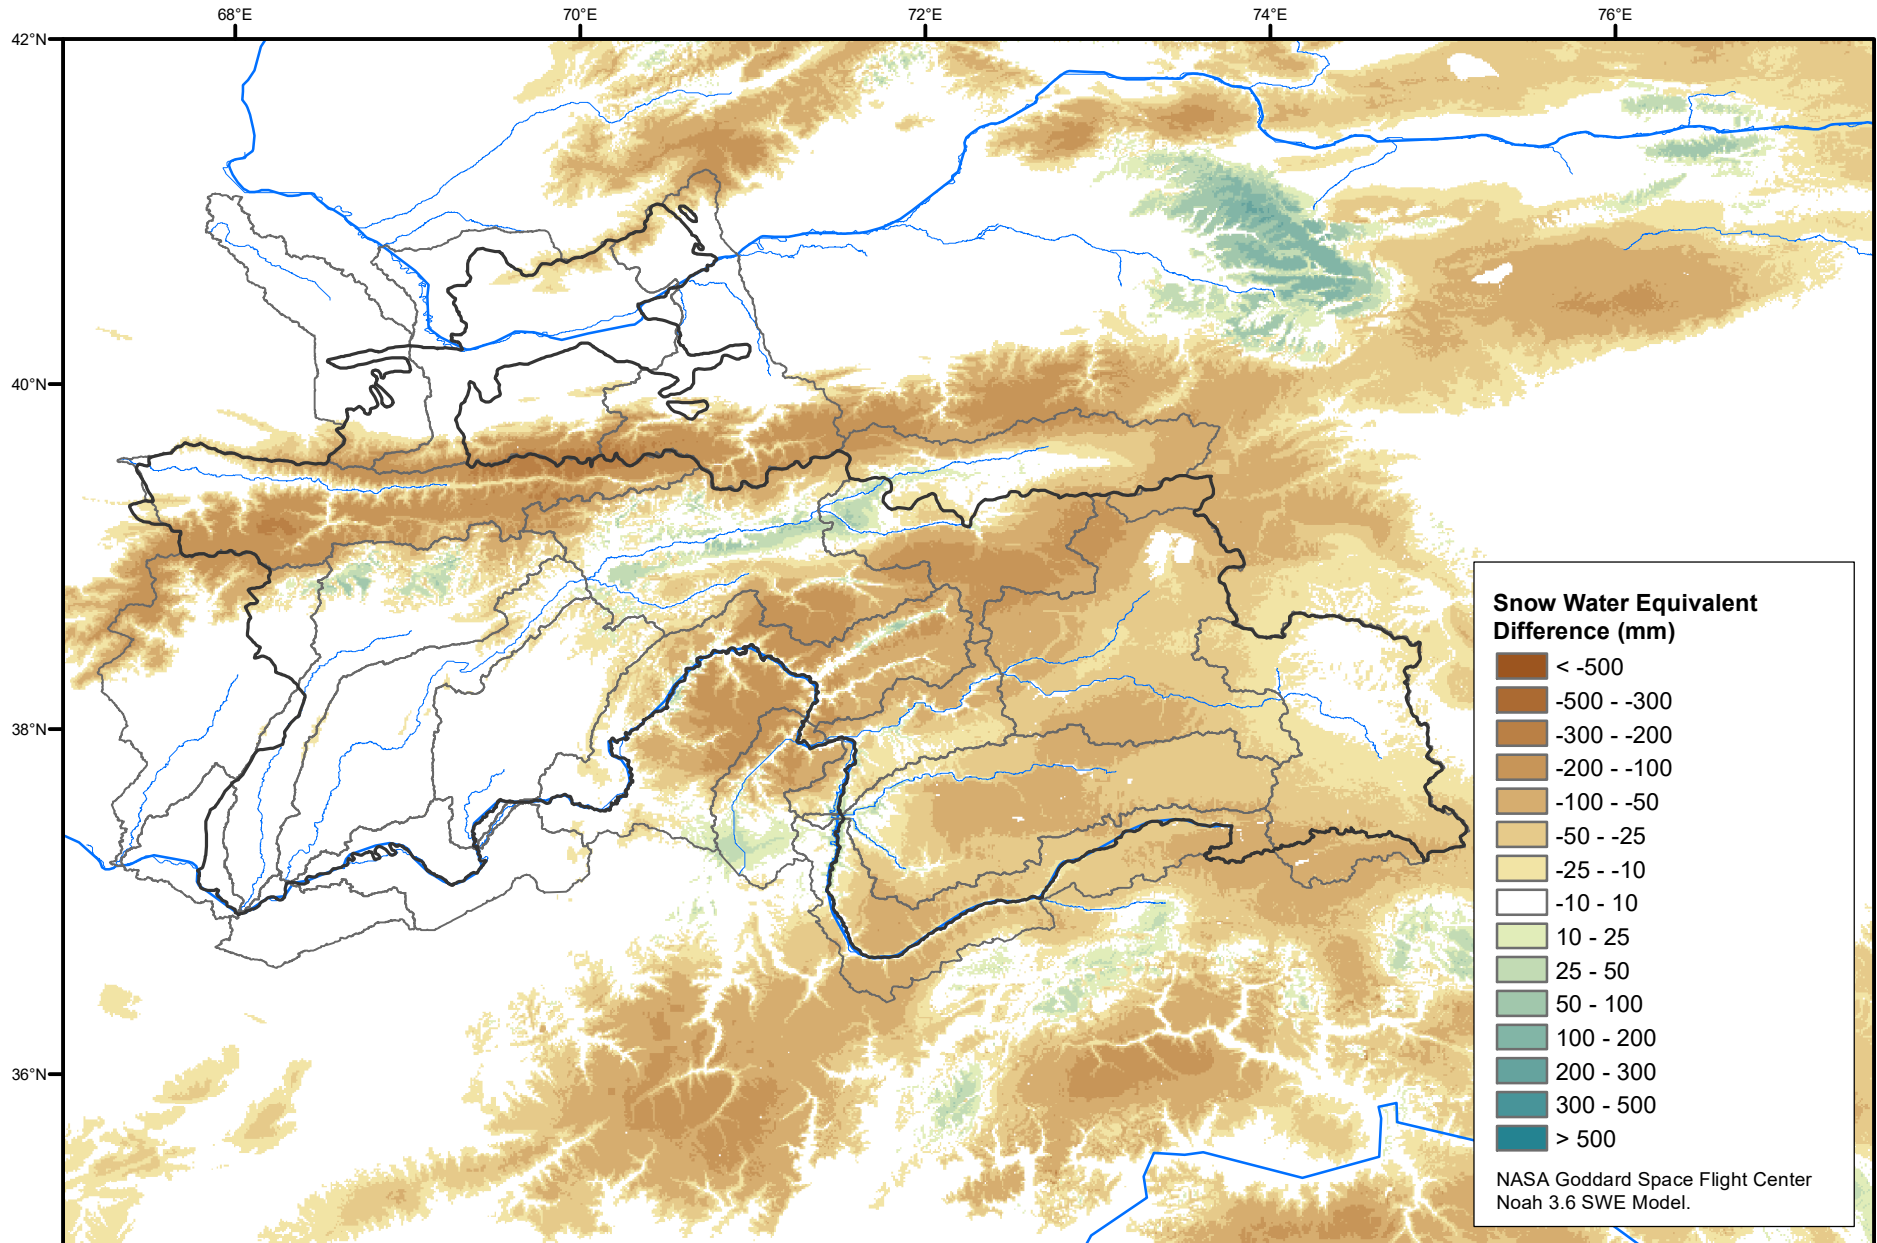 68°E
70°E
72°E
74°E
76°E
42°N
40°N
38°N
36°N
Snow Water Equivalent
Difference (mm)
< -500
-500 - -300
-300 - -200
-200 - -100
-100 - -50
-50 - -25
-25 - -10
-10 - 10
10 - 25
25 - 50
50 - 100
100 - 200
200 - 300
300 - 500
> 500
NASA Goddard Space Flight Center
Noah 3.6 SWE Model.